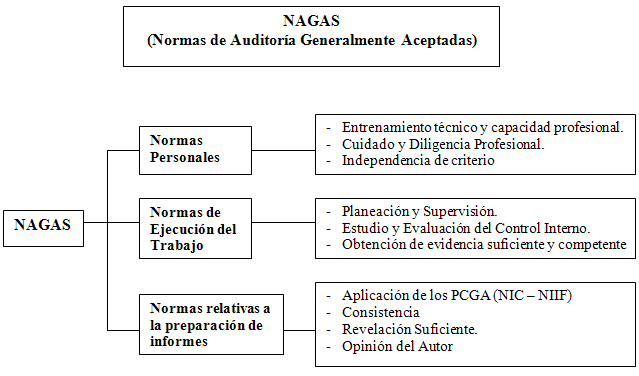 NAGAS
(Normas de Auditoría Generalmente Aceptadas)
NAGAS
Normas
Personales
- Entrenamiento técnico y capacidad profesional.
- Cuidado y Diligencia Profesional.
- Independencia de criterio
Normas de
Ejecución del
Trabajo
- Planeación y Supervisión.
- Estudio y Evaluación del Control Interno.
- Obtención de evidencia suficiente y competente
Normas relativas a
la preparación de
informes
- Aplicación de los PCGA (NIC – NIIF)
- Consistencia
- Revelación Suficiente.
- Opinión del Autor